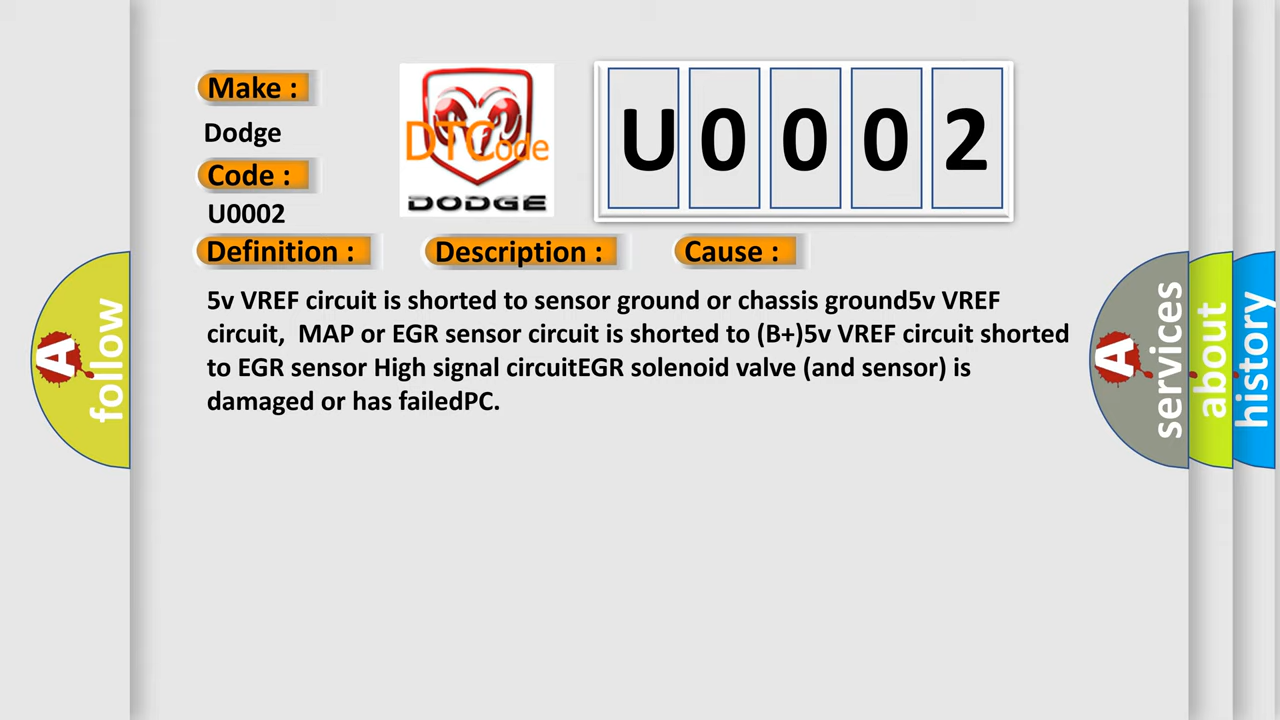 Make :
Dodge
Code :
U0002
DTCode
DODGE
U0002
Definition :
Description :
Cause :
5v VREF circuit is shorted to sensor ground or chassis ground5v VREF
circuit,  MAP or EGR sensor circuit is shorted to (B+)5v VREF circuit shorted
to EGR sensor High signal circuitEGR solenoid valve (and sensor) is
damaged or has failedPC.
A
follow
A
services
about
history